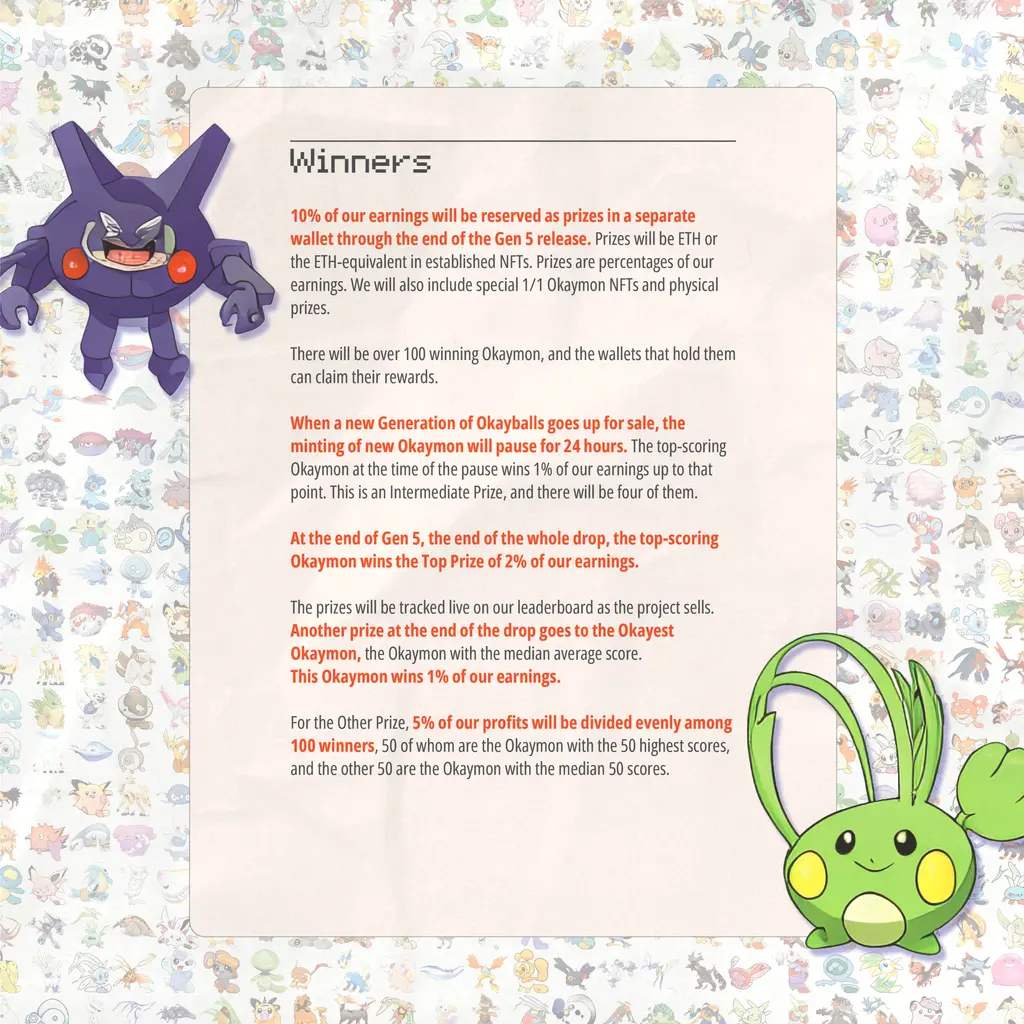 Winners
10% of our earnings will be reserved as prizes in a separate
wallet through the end of the Gen 5 release. Prizes will be ETH or
the ETH-equivalent in established NFTs. Prizes are percentages of our
earnings. We will also include special 1/1 Okaymon NFTs and physical
prizes.
There will be over 100 winning Okaymon, and the wallets that hold them
can claim their rewards.
When a new Generation of Okayballs goes up for sale, the
minting of new Okaymon will pause for 24 hours. The top-scoring
Okaymon at the time of the pause wins 1% of our earnings up to that
point. This is an Intermediate Prize, and there will be four of them.
At the end of Gen 5, the end of the whole drop, the top-scoring
Okaymon wins the Top Prize of 2% of our earnings.
The prizes will be tracked live on our leaderboard as the project sells.
Another prize at the end of the drop goes to the Okayest
Okaymon, the Okaymon with the median average score.
This Okaymon wins 1% of our earnings.
For the Other Prize, 5% of our profits will be divided evenly among
100 winners, 50 of whom are the Okaymon with the 50 highest scores,
and the other 50 are the Okaymon with the median 50 scores.